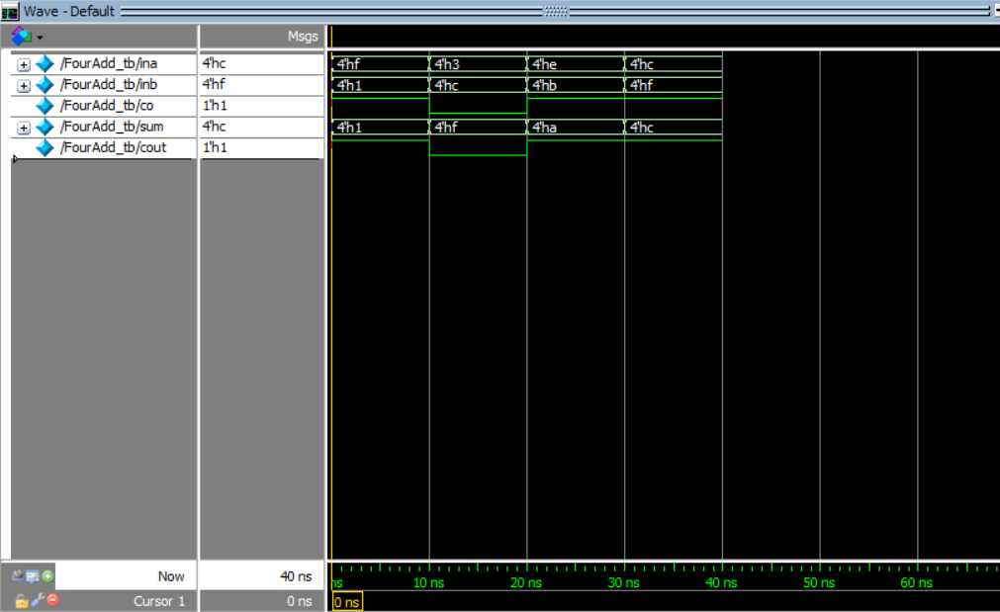 Wave - Default
Msgs
/FourAdd_tb/ina 4'hc 4'hf 4'h3 4'he 4'hc
/FourAdd_tb/inb 4'hf 4'h1 4'hc 4'hb 4'hf
/FourAdd_tb/co 1'h1
/FourAdd_tb/sum 4'hc 4'h1 4'hf 4'ha 4'hc
/FourAdd_tb/cout 1'h1
Now 40 ns ns 10 ns 20 ns 30 ns 40 ns 50 ns 60 ns
Cursor 1 0 ns 0 ns